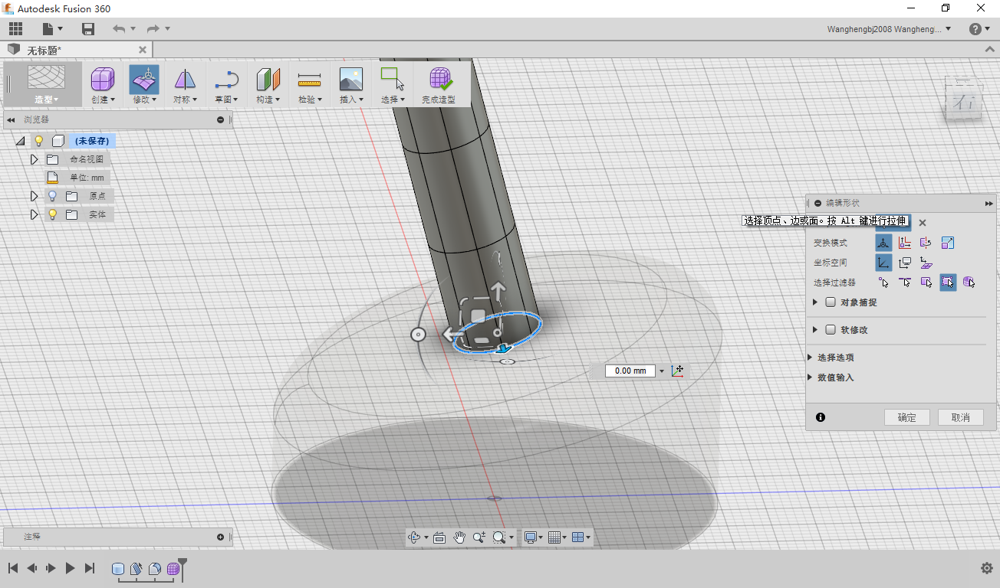 Autodesk Fusion 360
Wanghengbj2008 Wangheng...
无标题*
造型
创建
修改
对称
草图
构造
检验
插入
选择
完成造型
浏览器
(未保存)
命名视图
单位: mm
原点
实体
编辑形状
选择顶点、边或面。按 Alt 键进行拉伸
变换模式
坐标空间
选择过滤器
对象捕捉
软修改
选择选项
数值输入
确定
取消
0.00 mm
注释